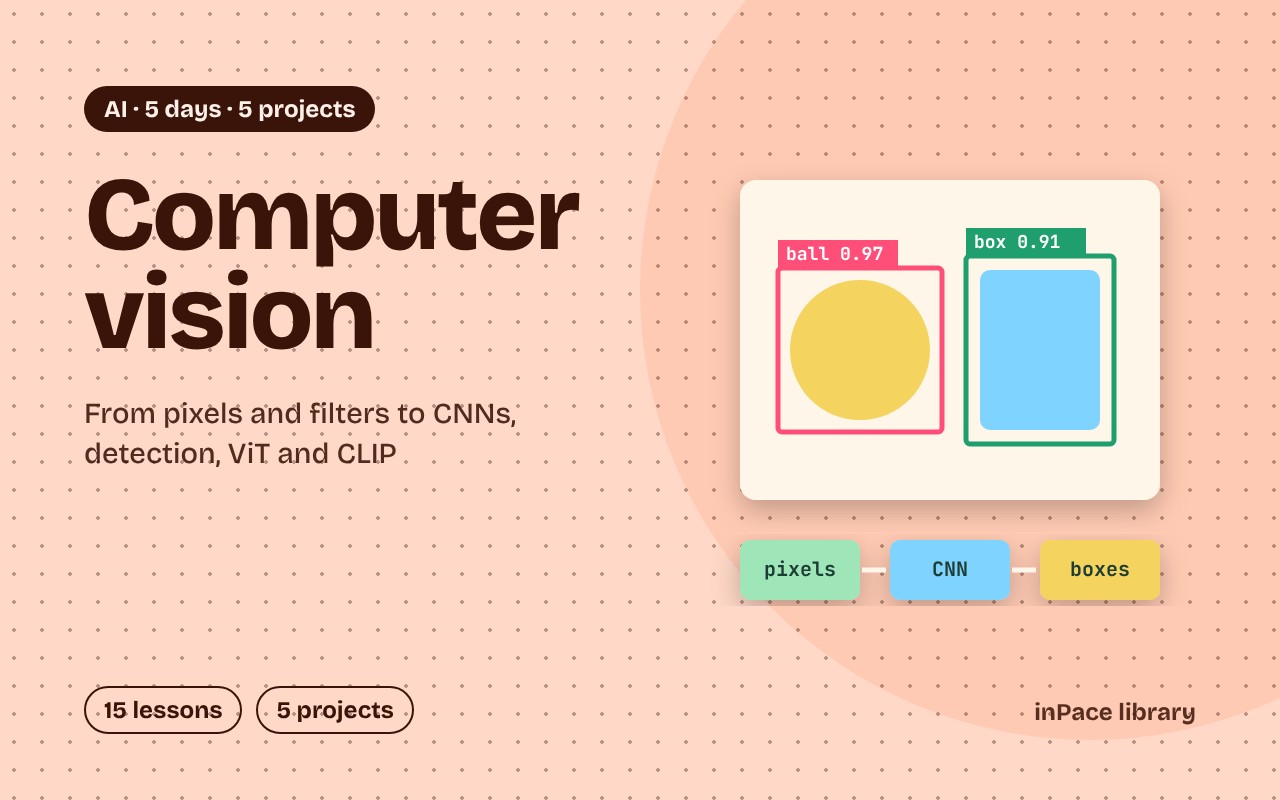 AI · 5 days · 5 projects
Computer
vision
From pixels and filters to CNNs,
detection, ViT and CLIP
ball 0.97
box 0.91
pixels
CNN
boxes
15 lessons
5 projects
inPace library